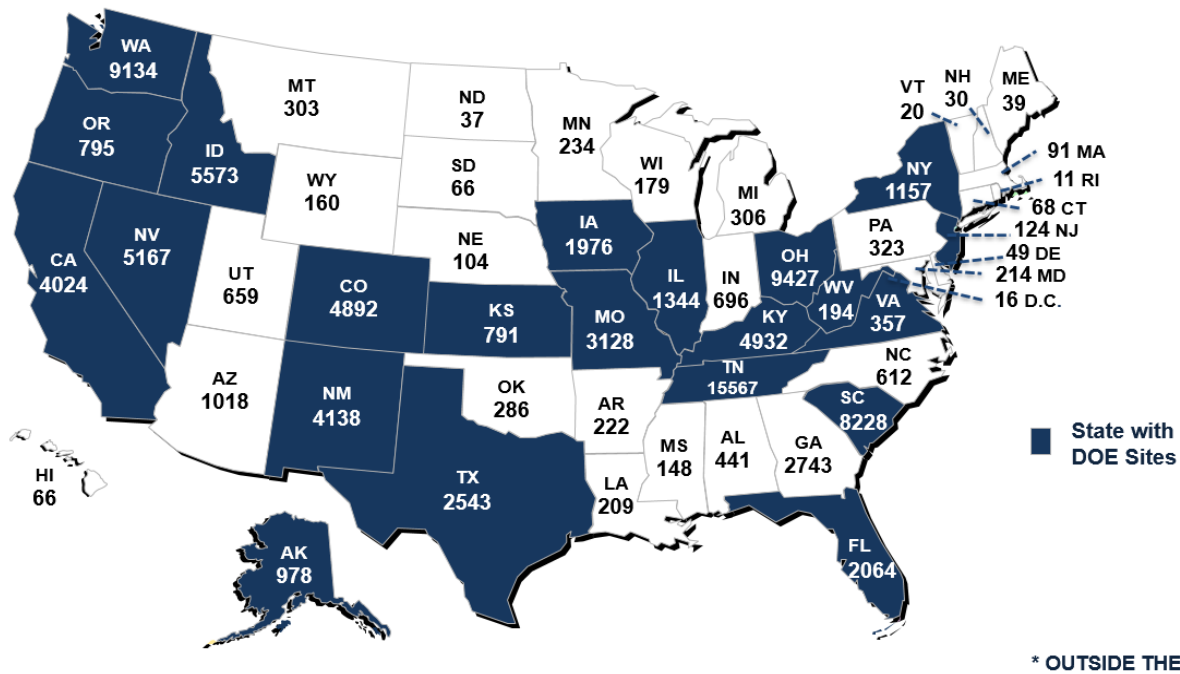 WA
9134
MT
303
ND
37
MN
234
VT
20
NH
30
ME
39
OR
795
ID
5573
WY
160
SD
66
WI
179
MI
306
NY
1157
91 MA
11 RI
68 CT
124 NJ
49 DE
214 MD
16 D.C.
CA
4024
NV
5167
UT
659
CO
4892
NE
104
KS
791
IA
1976
MO
3128
IL
1344
IN
696
OH
9427
PA
323
WV
194
VA
357
KY
4932
TN
15567
NC
612
SC
8228
AZ
1018
NM
4138
OK
286
AR
222
TX
2543
LA
209
MS
148
AL
441
GA
2743
FL
2064
HI
66
AK
978
State with
DOE Sites
* OUTSIDE THE